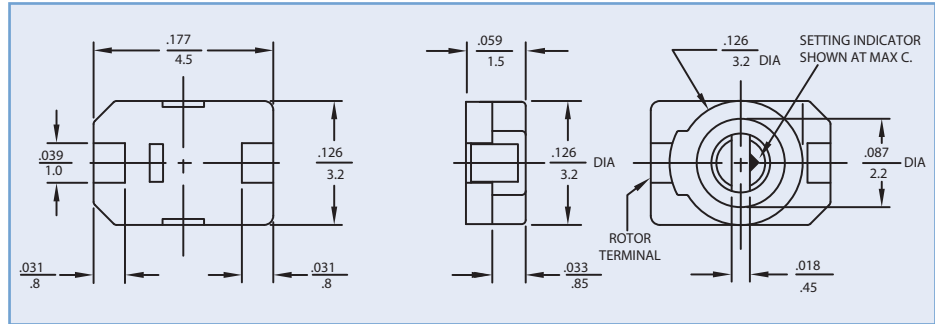 .177
4.5
.039
1.0
.126
3.2
.031
.8
.031
.8
.059
1.5
.126 DIA
3.2
.033
.85
.126
3.2 DIA
SETTING INDICATOR
SHOWN AT MAX C.
.087 DIA
2.2
ROTOR
TERMINAL
.018
.45